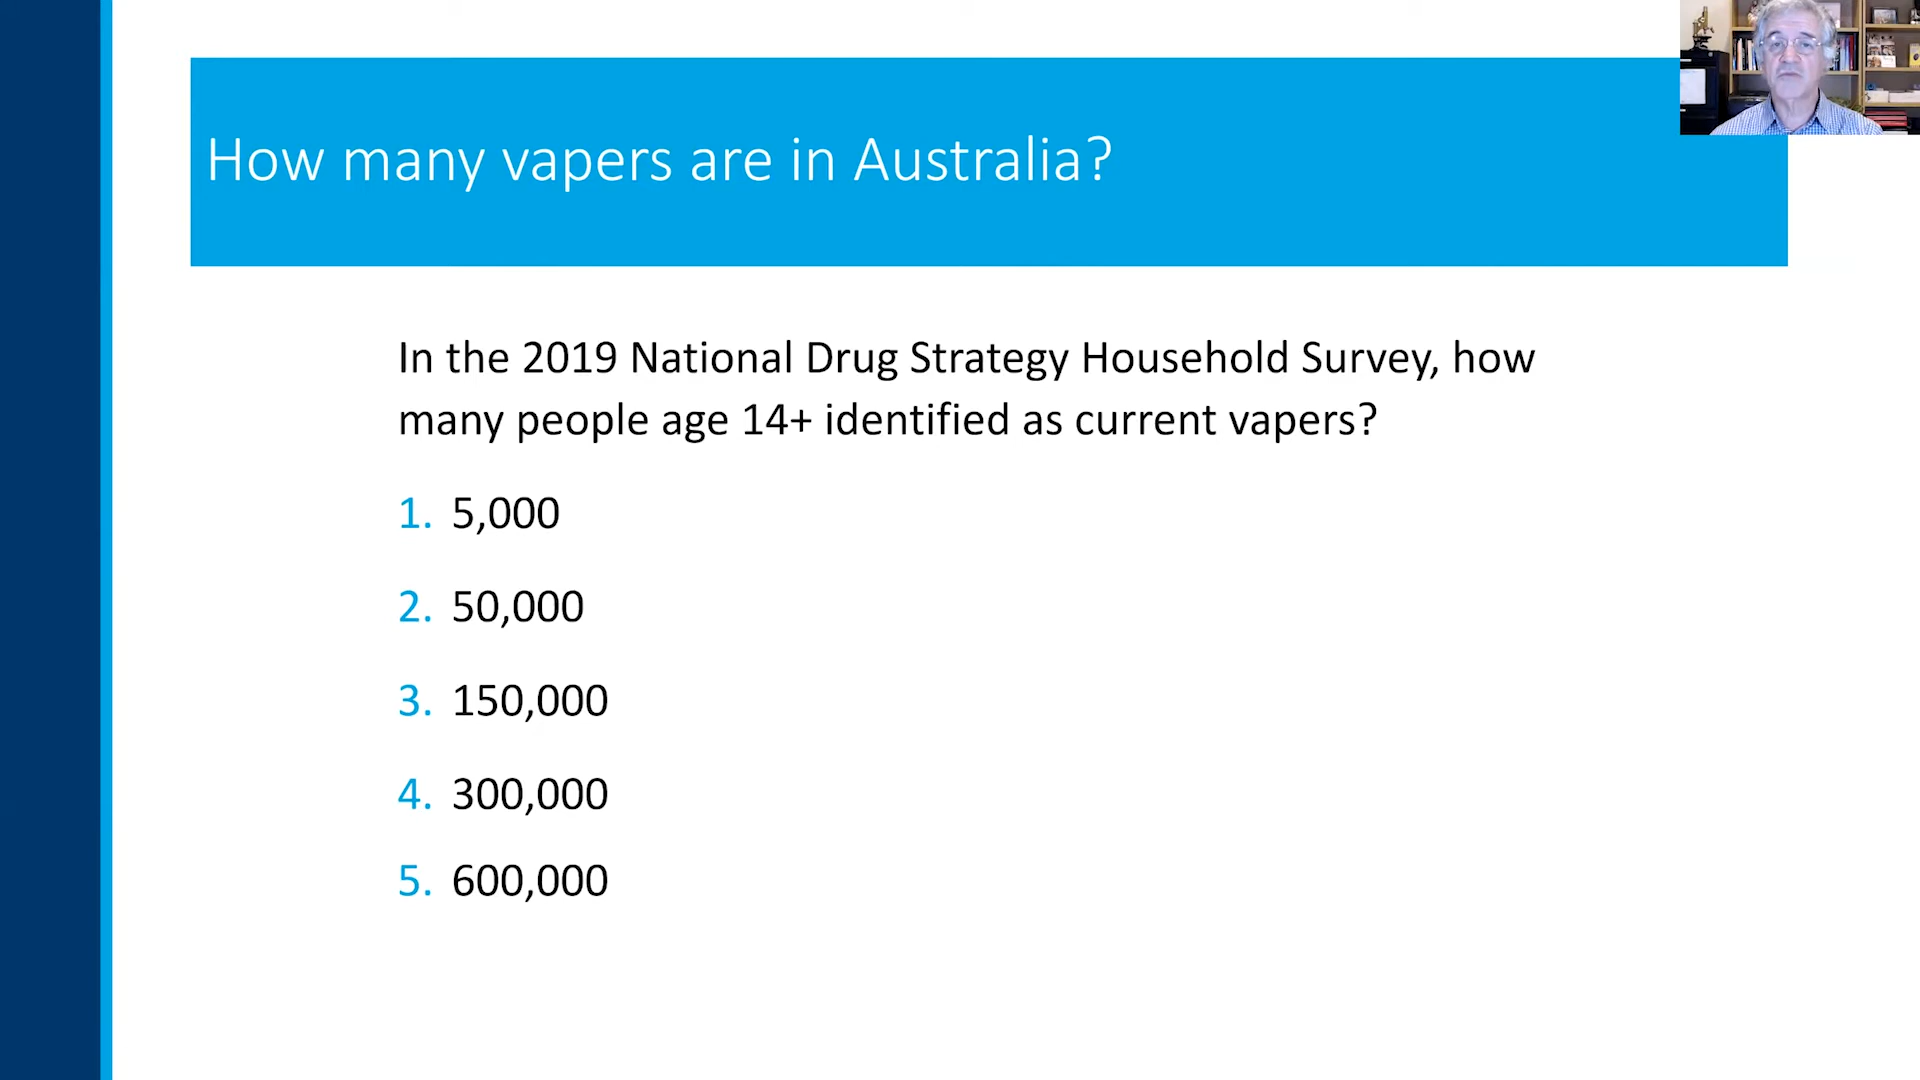 How many vapers are in Australia?
In the 2019 National Drug Strategy Household Survey, how
many people age 14+ identified as current vapers?
1. 5,000
2. 50,000
3. 150,000
4. 300,000
5. 600,000